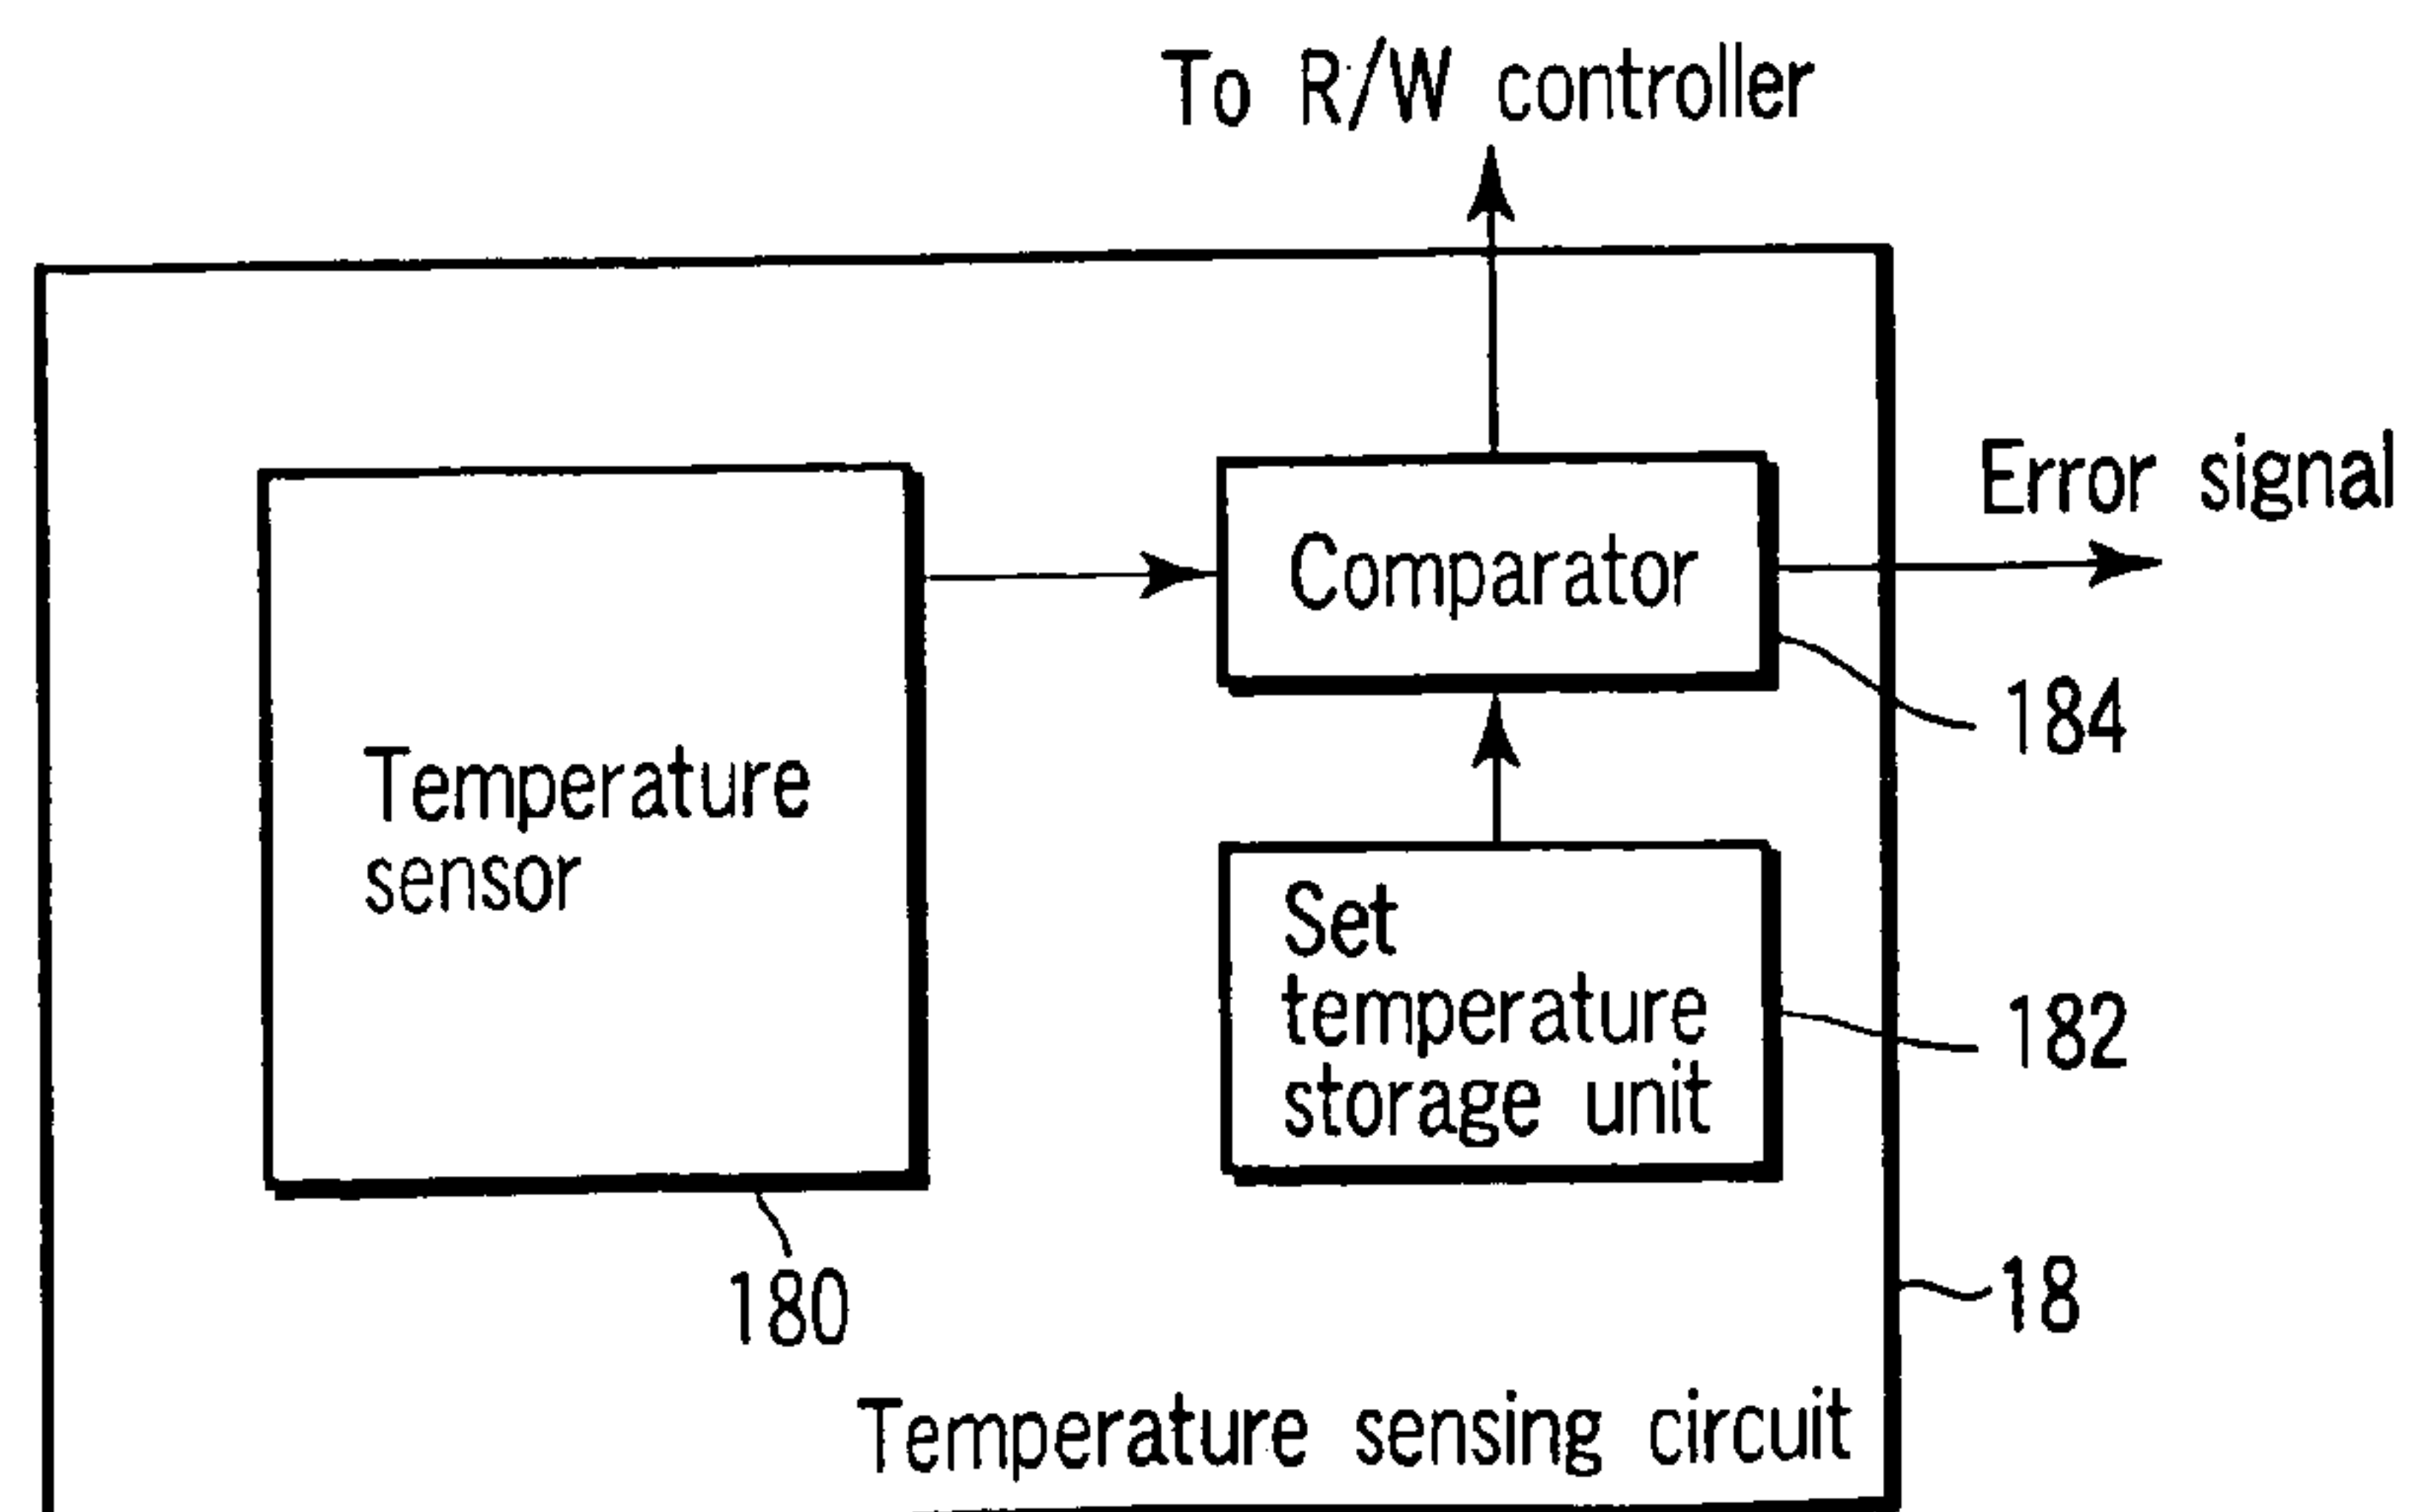 To R/W controller
Error signal
Comparator
184
Temperature
sensor
Set
temperature
storage unit
182
180
18
Temperature sensing circuit